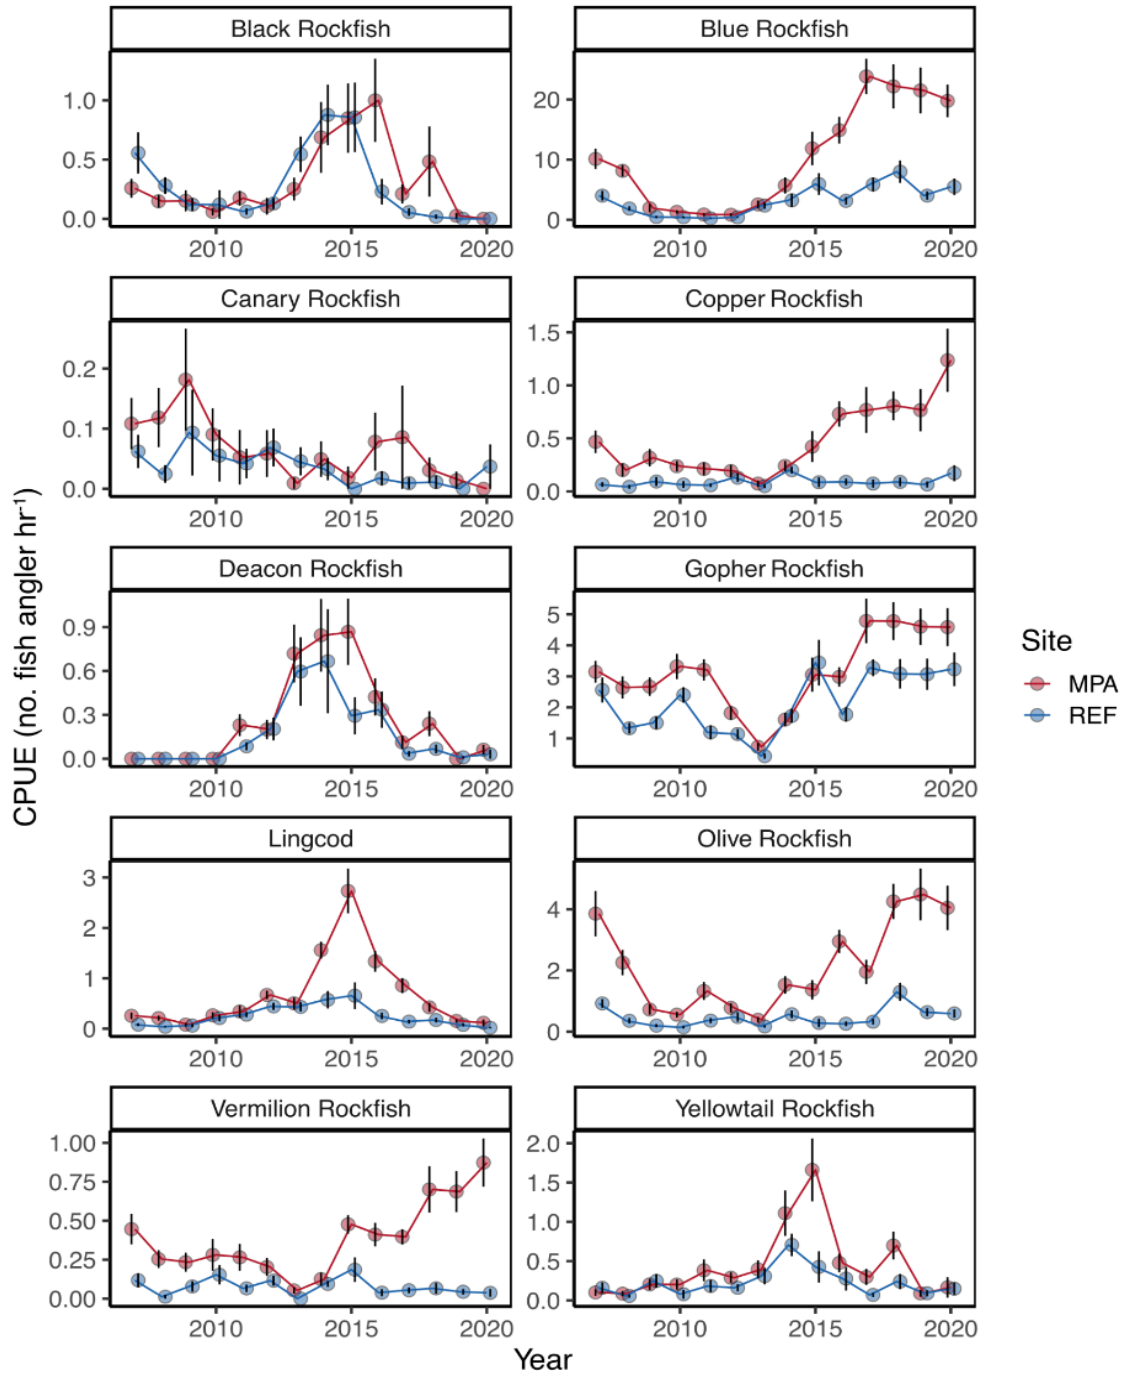 Black Rockfish
Blue Rockfish
1.0
0.5
0.0
20
10
0
2010 2015 2020
2010 2015 2020
Canary Rockfish
Copper Rockfish
0.2
0.1
0.0
1.5
1.0
0.5
0.0
2010 2015 2020
2010 2015 2020
Deacon Rockfish
Gopher Rockfish
0.9
0.6
0.3
0.0
5
4
3
2
1
2010 2015 2020
2010 2015 2020
Lingcod
Olive Rockfish
3
2
1
0
4
2
0
2010 2015 2020
2010 2015 2020
Vermilion Rockfish
Yellowtail Rockfish
1.00
0.75
0.50
0.25
0.00
2.0
1.5
1.0
0.5
0.0
2010 2015 2020
2010 2015 2020
CPUE (no. fish angler hr⁻¹)
Year
Site
MPA
REF